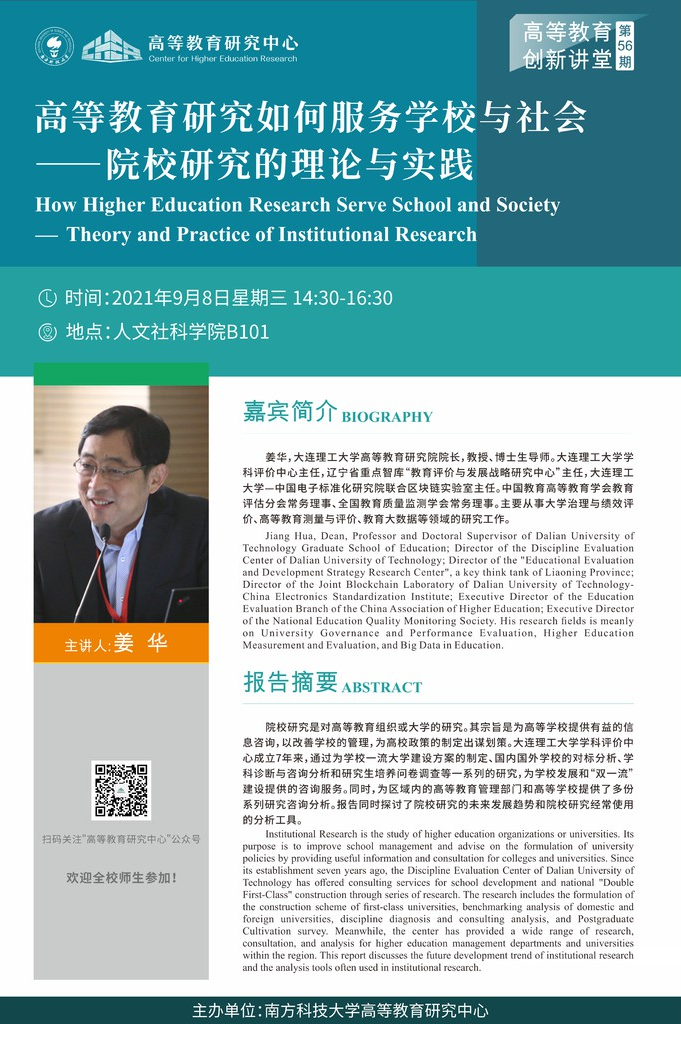 高等教育研究中心
Center for Higher Education Research
高等教育
创新讲堂
第56期
高等教育研究如何服务学校与社会
——院校研究的理论与实践
How Higher Education Research Serve School and Society
— Theory and Practice of Institutional Research
时间：2021年9月8日星期三 14:30-16:30
地点：人文社科学院B101
主讲人：姜 华
扫码关注"高等教育研究中心"公众号
欢迎全校师生参加！
嘉宾简介 BIOGRAPHY
姜华，大连理工大学高等教育研究院院长，教授、博士生导师。大连理工大学学
科评价中心主任，辽宁省重点智库“教育评价与发展战略研究中心”主任，大连理工
大学—中国电子标准化研究院联合区块链实验室主任。中国教育高等教育学会教育
评估分会常务理事、全国教育质量监测学会常务理事。主要从事大学治理与绩效评
价、高等教育测量与评价、教育大数据等领域的研究工作。
Jiang Hua, Dean, Professor and Doctoral Supervisor of Dalian University of
Technology Graduate School of Education; Director of the Discipline Evaluation
Center of Dalian University of Technology; Director of the "Educational Evaluation
and Development Strategy Research Center", a key think tank of Liaoning Province;
Director of the Joint Blockchain Laboratory of Dalian University of Technology-
China Electronics Standardization Institute; Executive Director of the Education
Evaluation Branch of the China Association of Higher Education; Executive Director
of the National Education Quality Monitoring Society. His research fields is meanly
on University Governance and Performance Evaluation, Higher Education
Measurement and Evaluation, and Big Data in Education.
报告摘要 ABSTRACT
院校研究是对高等教育组织或大学的研究。其宗旨是为高等学校提供有益的信
息咨询，以改善学校的管理，为高校政策的制定出谋划策。大连理工大学学科评价中
心成立7年来，通过为学校一流大学建设方案的制定、国内国外学校的对标分析、学
科诊断与咨询分析和研究生培养问卷调查等一系列的研究，为学校发展和“双一流”
建设提供的咨询服务。同时，为区域内的高等教育管理部门和高等学校提供了多份
系列研究咨询分析。报告同时探讨了院校研究的未来发展趋势和院校研究经常使用
的分析工具。
Institutional Research is the study of higher education organizations or universities. Its
purpose is to improve school management and advise on the formulation of university
policies by providing useful information and consultation for colleges and universities. Since
its establishment seven years ago, the Discipline Evaluation Center of Dalian University of
Technology has offered consulting services for school development and national "Double
First-Class" construction through series of research. The research includes the formulation of
the construction scheme of first-class universities, benchmarking analysis of domestic and
foreign universities, discipline diagnosis and consulting analysis, and Postgraduate
Cultivation survey. Meanwhile, the center has provided a wide range of research,
consultation, and analysis for higher education management departments and universities
within the region. This report discusses the future development trend of institutional research
and the analysis tools often used in institutional research.
主办单位：南方科技大学高等教育研究中心